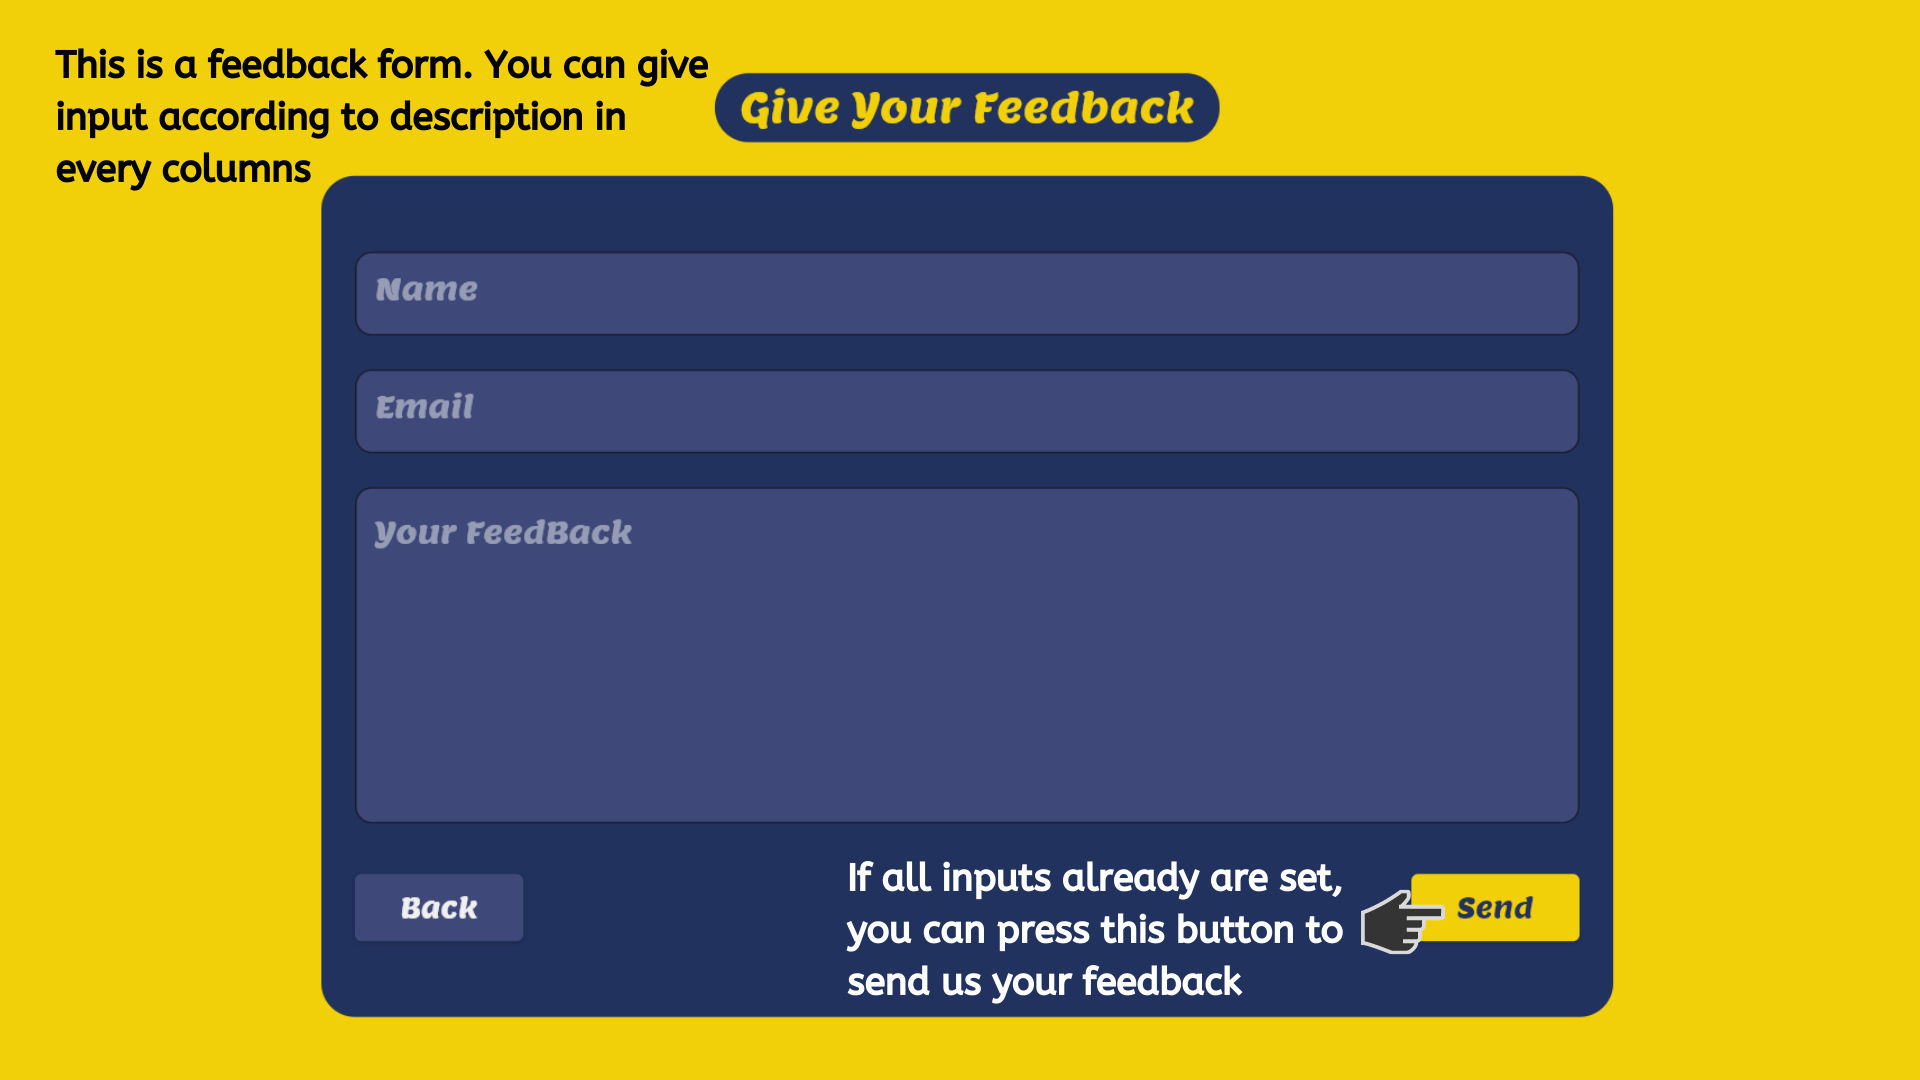 This is a feedback form. You can give
input according to description in
every columns
Give Your Feedback
Name
Email
Your FeedBack
Back
If all inputs already are set,
you can press this button to
send us your feedback
Send